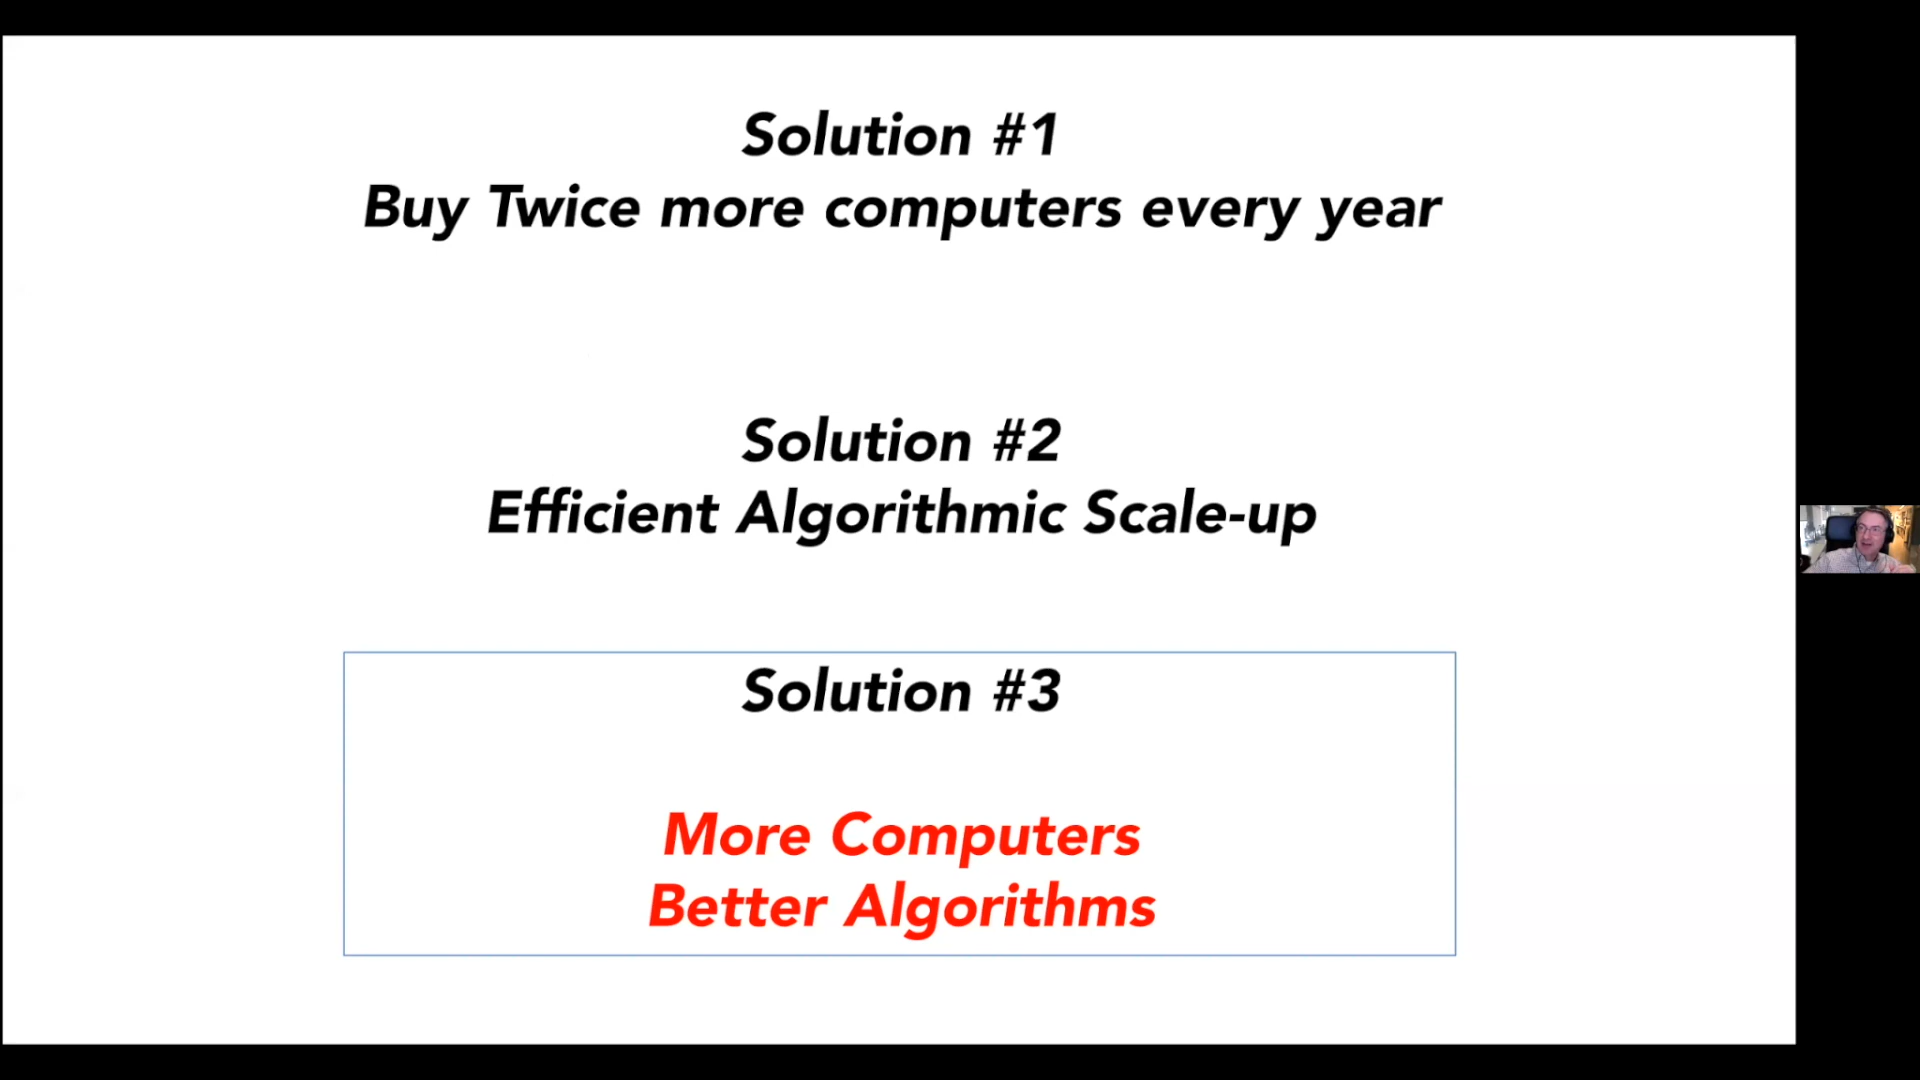 Solution #1
Buy Twice more computers every year
Solution #2
Efficient Algorithmic Scale-up
Solution #3
More Computers
Better Algorithms